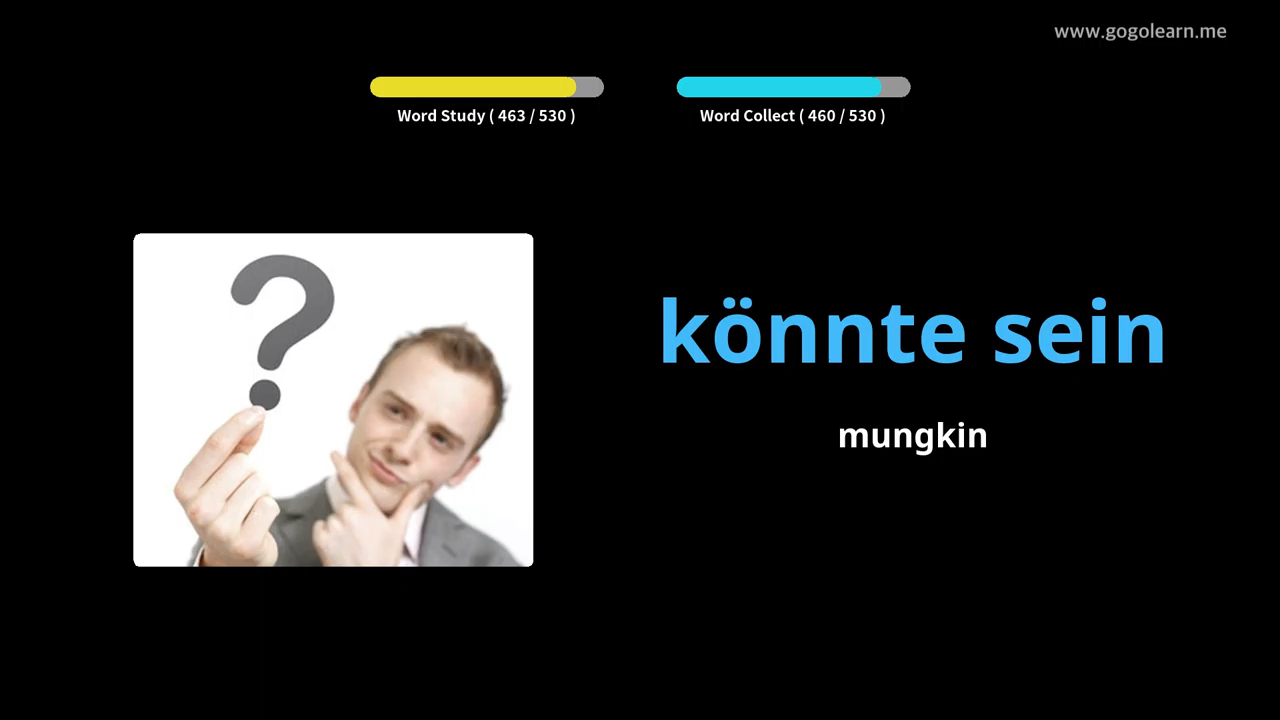 www.gogolearn.me
Word Study ( 463 / 530 )
Word Collect ( 460 / 530 )
?
könnte sein
mungkin